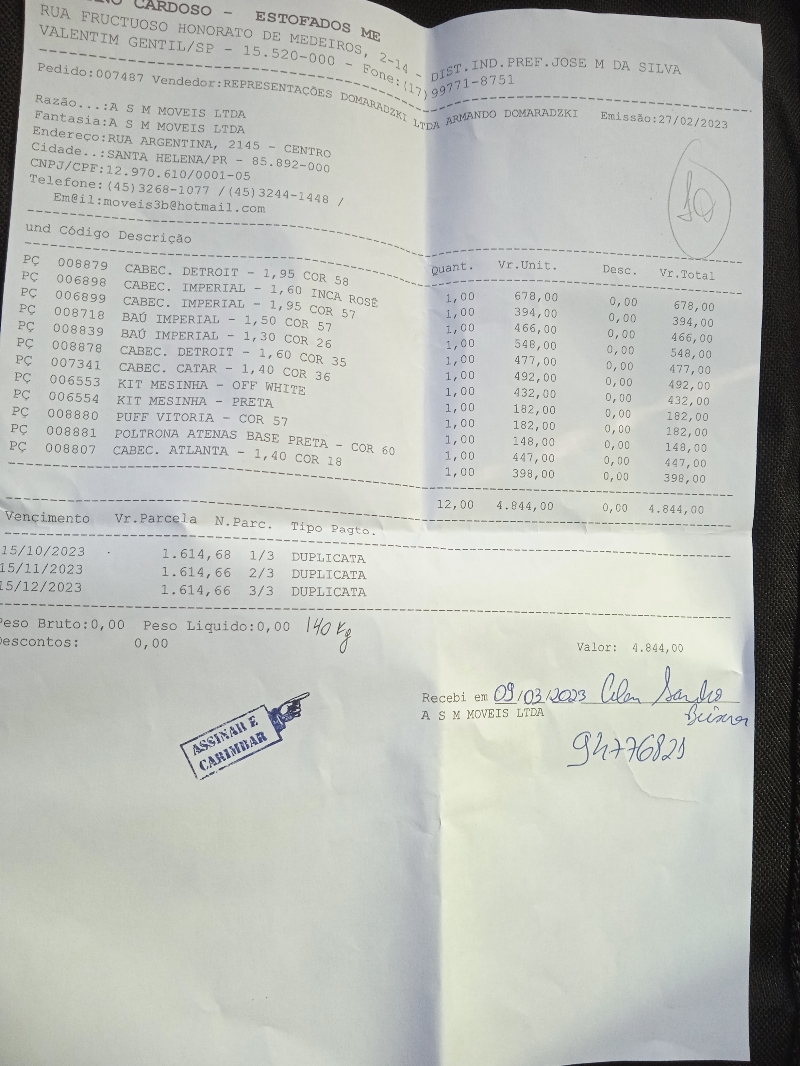 CARDOSO - ESTOFADOS ME
RUA FRUCTUOSO HONORATO DE MEDEIROS, 2-14 - DIST.IND.PREF.JOSE M DA SILVA
VALENTIM GENTIL/SP - 15.520-000 - Fone:(17)99771-8751
Pedido:007487 Vendedor:REPRESENTAÇÕES DOMARADZKI LTDA ARMANDO DOMARADZKI Emissão:27/02/2023
Razão...:A S M MOVEIS LTDA
Fantasia:A S M MOVEIS LTDA
Endereço:RUA ARGENTINA, 2145 - CENTRO
Cidade..:SANTA HELENA/PR - 85.892-000
CNPJ/CPF:12.970.610/0001-05
Telefone:(45)3268-1077 /(45)3244-1448 /
Em@il:moveis3b@hotmail.com
und Código Descrição Quant. Vr.Unit. Desc. Vr.Total
PÇ 008879 CABEC. DETROIT - 1,95 COR 58 1,00 678,00 0,00 678,00
PÇ 006898 CABEC. IMPERIAL - 1,60 INCA ROSÊ 1,00 394,00 0,00 394,00
PÇ 006899 CABEC. IMPERIAL - 1,95 COR 57 1,00 466,00 0,00 466,00
PÇ 008718 BAÚ IMPERIAL - 1,50 COR 57 1,00 548,00 0,00 548,00
PÇ 008839 BAÚ IMPERIAL - 1,30 COR 26 1,00 477,00 0,00 477,00
PÇ 008878 CABEC. DETROIT - 1,60 COR 35 1,00 492,00 0,00 492,00
PÇ 007341 CABEC. CATAR - 1,40 COR 36 1,00 432,00 0,00 432,00
PÇ 006553 KIT MESINHA - OFF WHITE 1,00 182,00 0,00 182,00
PÇ 006554 KIT MESINHA - PRETA 1,00 182,00 0,00 182,00
PÇ 008880 PUFF VITORIA - COR 57 1,00 148,00 0,00 148,00
PÇ 008881 POLTRONA ATENAS BASE PRETA - COR 60 1,00 447,00 0,00 447,00
PÇ 008807 CABEC. ATLANTA - 1,40 COR 18 1,00 398,00 0,00 398,00
12,00 4.844,00 0,00 4.844,00
Vencimento Vr.Parcela N.Parc. Tipo Pagto.
15/10/2023 1.614,68 1/3 DUPLICATA
15/11/2023 1.614,66 2/3 DUPLICATA
15/12/2023 1.614,66 3/3 DUPLICATA
Peso Bruto:0,00 Peso Liquido:0,00 140 Kg
Descontos: 0,00 Valor: 4.844,00
Recebi em 09/03/2023 Sandro
A S M MOVEIS LTDA
94776821
ASSINAR E
CARIMBAR